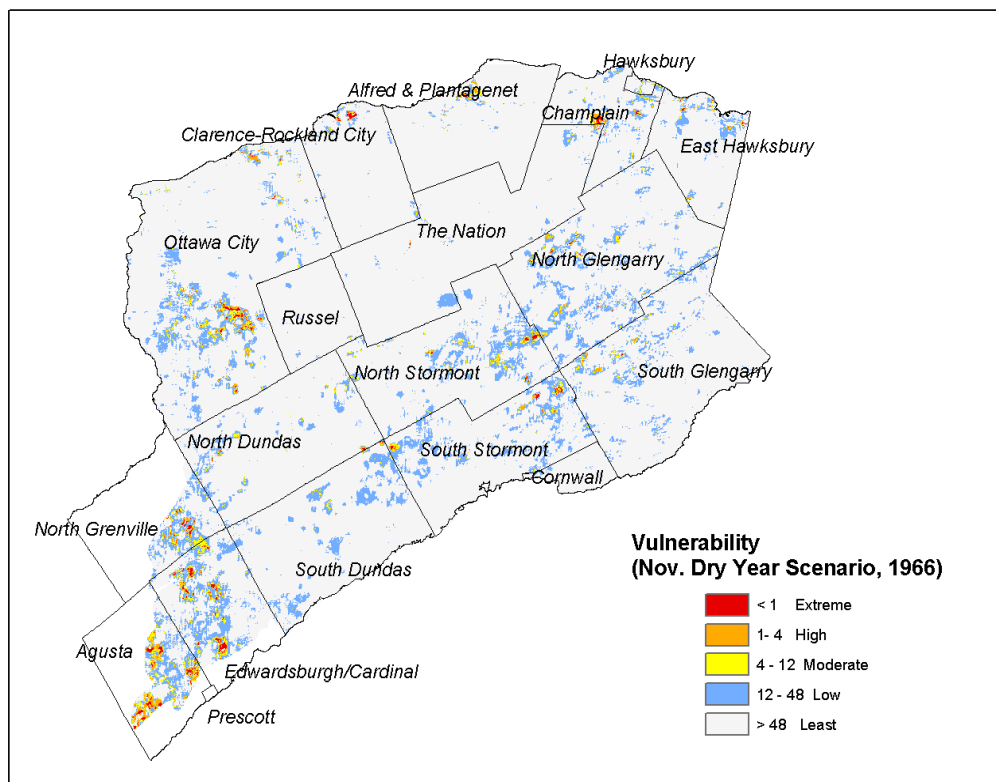 Hawksbury
Alfred & Plantagenet
Champlain
Clarence-Rockland City
East Hawksbury
Ottawa City
The Nation
North Glengarry
Russel
North Stormont
South Glengarry
North Dundas
South Stormont
Cornwall
North Grenville
South Dundas
Agusta
Edwardsburgh/Cardinal
Prescott
Vulnerability
(Nov. Dry Year Scenario, 1966)
< 1 Extreme
1- 4 High
4 - 12 Moderate
12 - 48 Low
> 48 Least